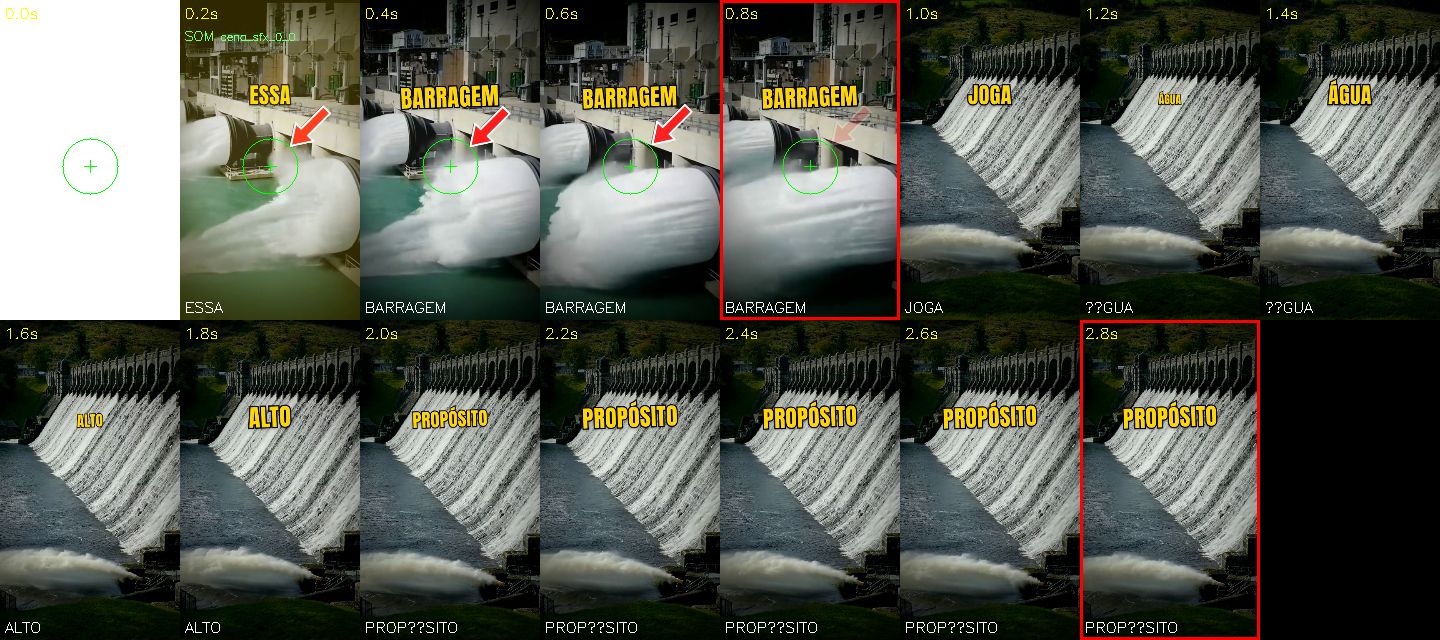 0.0s
0.2s
SOM cena_sfx_0_0
ESSA
ESSA
0.4s
BARRAGEM
BARRAGEM
0.6s
BARRAGEM
BARRAGEM
0.8s
BARRAGEM
BARRAGEM
1.0s
JOGA
JOGA
1.2s
ÁGUA
??GUA
1.4s
ÁGUA
??GUA
1.6s
ALTO
ALTO
1.8s
ALTO
ALTO
2.0s
PROPÓSITO
PROP??SITO
2.2s
PROPÓSITO
PROP??SITO
2.4s
PROPÓSITO
PROP??SITO
2.6s
PROPÓSITO
PROP??SITO
2.8s
PROPÓSITO
PROP??SITO